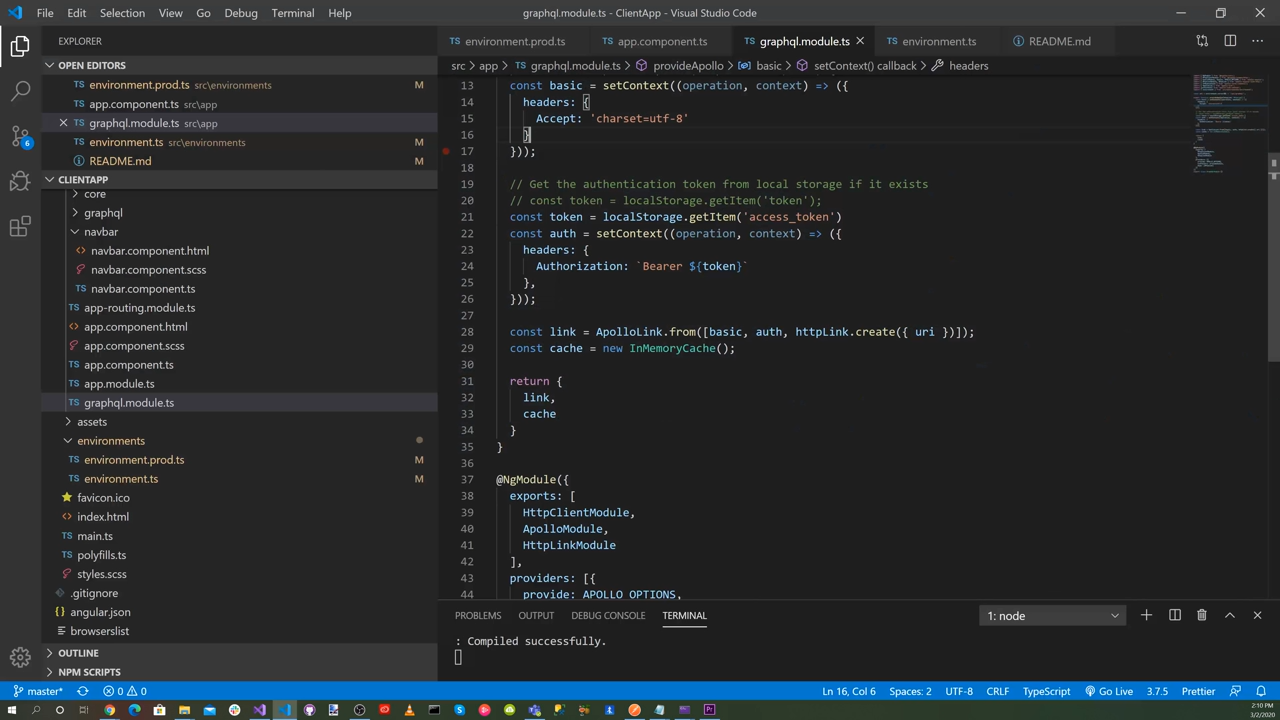 File Edit Selection View Go Debug Terminal Help graphql.module.ts - ClientApp - Visual Studio Code
EXPLORER
OPEN EDITORS
environment.prod.ts src\environments M
app.component.ts src\app
graphql.module.ts src\app
environment.ts src\environments M
README.md M
CLIENTAPP
core
graphql
navbar
navbar.component.html
navbar.component.scss
TS navbar.component.ts
TS app-routing.module.ts
app.component.html
app.component.scss
TS app.component.ts
TS app.module.ts
TS graphql.module.ts
assets
environments
TS environment.prod.ts M
TS environment.ts M
favicon.ico
index.html
TS main.ts
TS polyfills.ts
styles.scss
.gitignore
angular.json
browserslist
OUTLINE
NPM SCRIPTS
6
TS environment.prod.ts TS app.component.ts TS graphql.module.ts TS environment.ts README.md
src > app > TS graphql.module.ts > provideApollo > basic > setContext() callback > headers
13 const basic = setContext((operation, context) => ({
14 headers: {
15 Accept: 'charset=utf-8'
16 }
17 }));
18
19 // Get the authentication token from local storage if it exists
20 // const token = localStorage.getItem('token');
21 const token = localStorage.getItem('access_token')
22 const auth = setContext((operation, context) => ({
23 headers: {
24 Authorization: `Bearer ${token}`
25 },
26 }));
27
28 const link = ApolloLink.from([basic, auth, httpLink.create({ uri })]);
29 const cache = new InMemoryCache();
30
31 return {
32 link,
33 cache
34 }
35 }
36
37 @NgModule({
38 exports: [
39 HttpClientModule,
40 ApolloModule,
41 HttpLinkModule
42 ],
43 providers: [{
44 provide: APOLLO_OPTIONS,
PROBLEMS OUTPUT DEBUG CONSOLE TERMINAL 1: node
: Compiled successfully.
master* 0 0 Ln 16, Col 6 Spaces: 2 UTF-8 CRLF TypeScript Go Live 3.7.5 Prettier
2:10 PM
3/2/2020